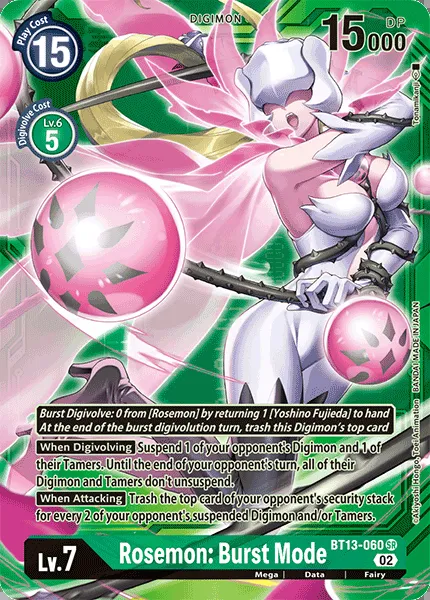 Play Cost
15
DIGIMON
DP
15000
Digivolve Cost
Lv.6
5
Tonamikanji
Burst Digivolve: 0 from [Rosemon] by returning 1 [Yoshino Fujieda] to hand
At the end of the burst digivolution turn, trash this Digimon's top card
When Digivolving Suspend 1 of your opponent's Digimon and 1 of
their Tamers. Until the end of your opponent's turn, all of their
Digimon and Tamers don't unsuspend.
When Attacking Trash the top card of your opponent's security stack
for every 2 of your opponent's suspended Digimon and/or Tamers.
©Akiyoshi Hongo, Toei Animation BANDAI MADE IN JAPAN
Lv.7
Rosemon: Burst Mode
BT13-060 SR
02
Mega | Data | Fairy